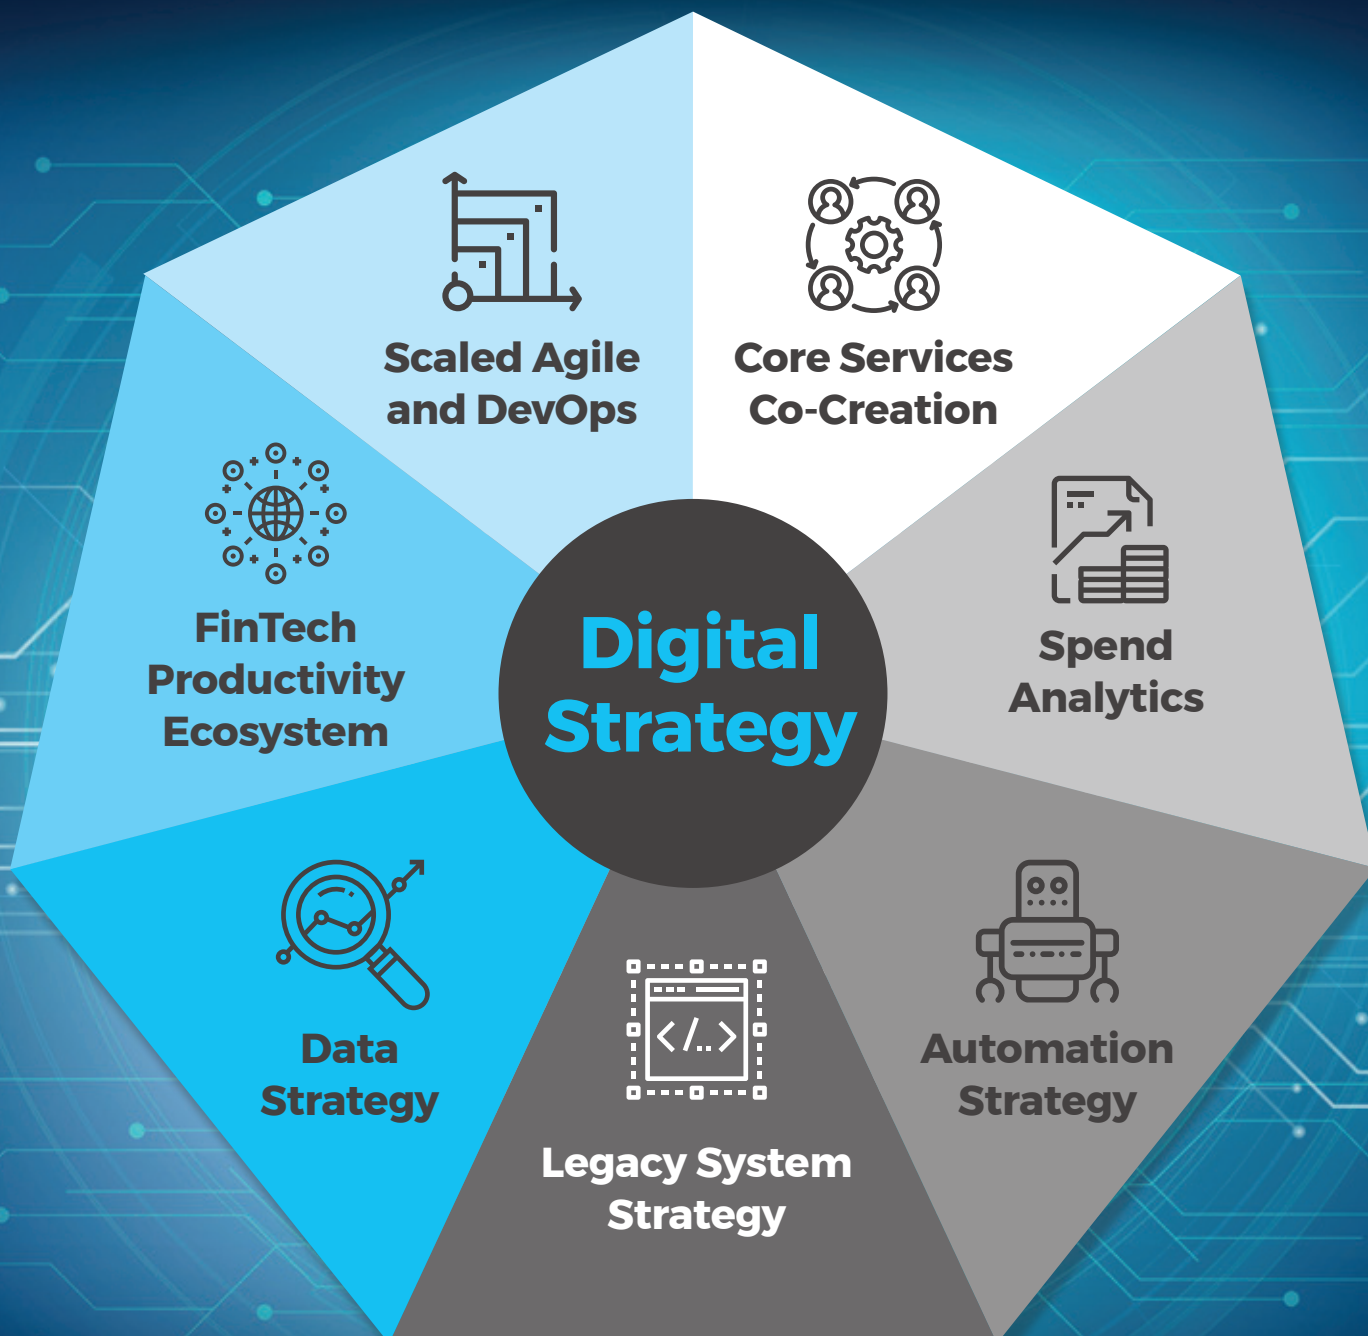 Scaled Agile
and DevOps
Core Services
Co-Creation
FinTech
Productivity
Ecosystem
Digital
Strategy
Spend
Analytics
Data
Strategy
</..>
Legacy System
Strategy
Automation
Strategy